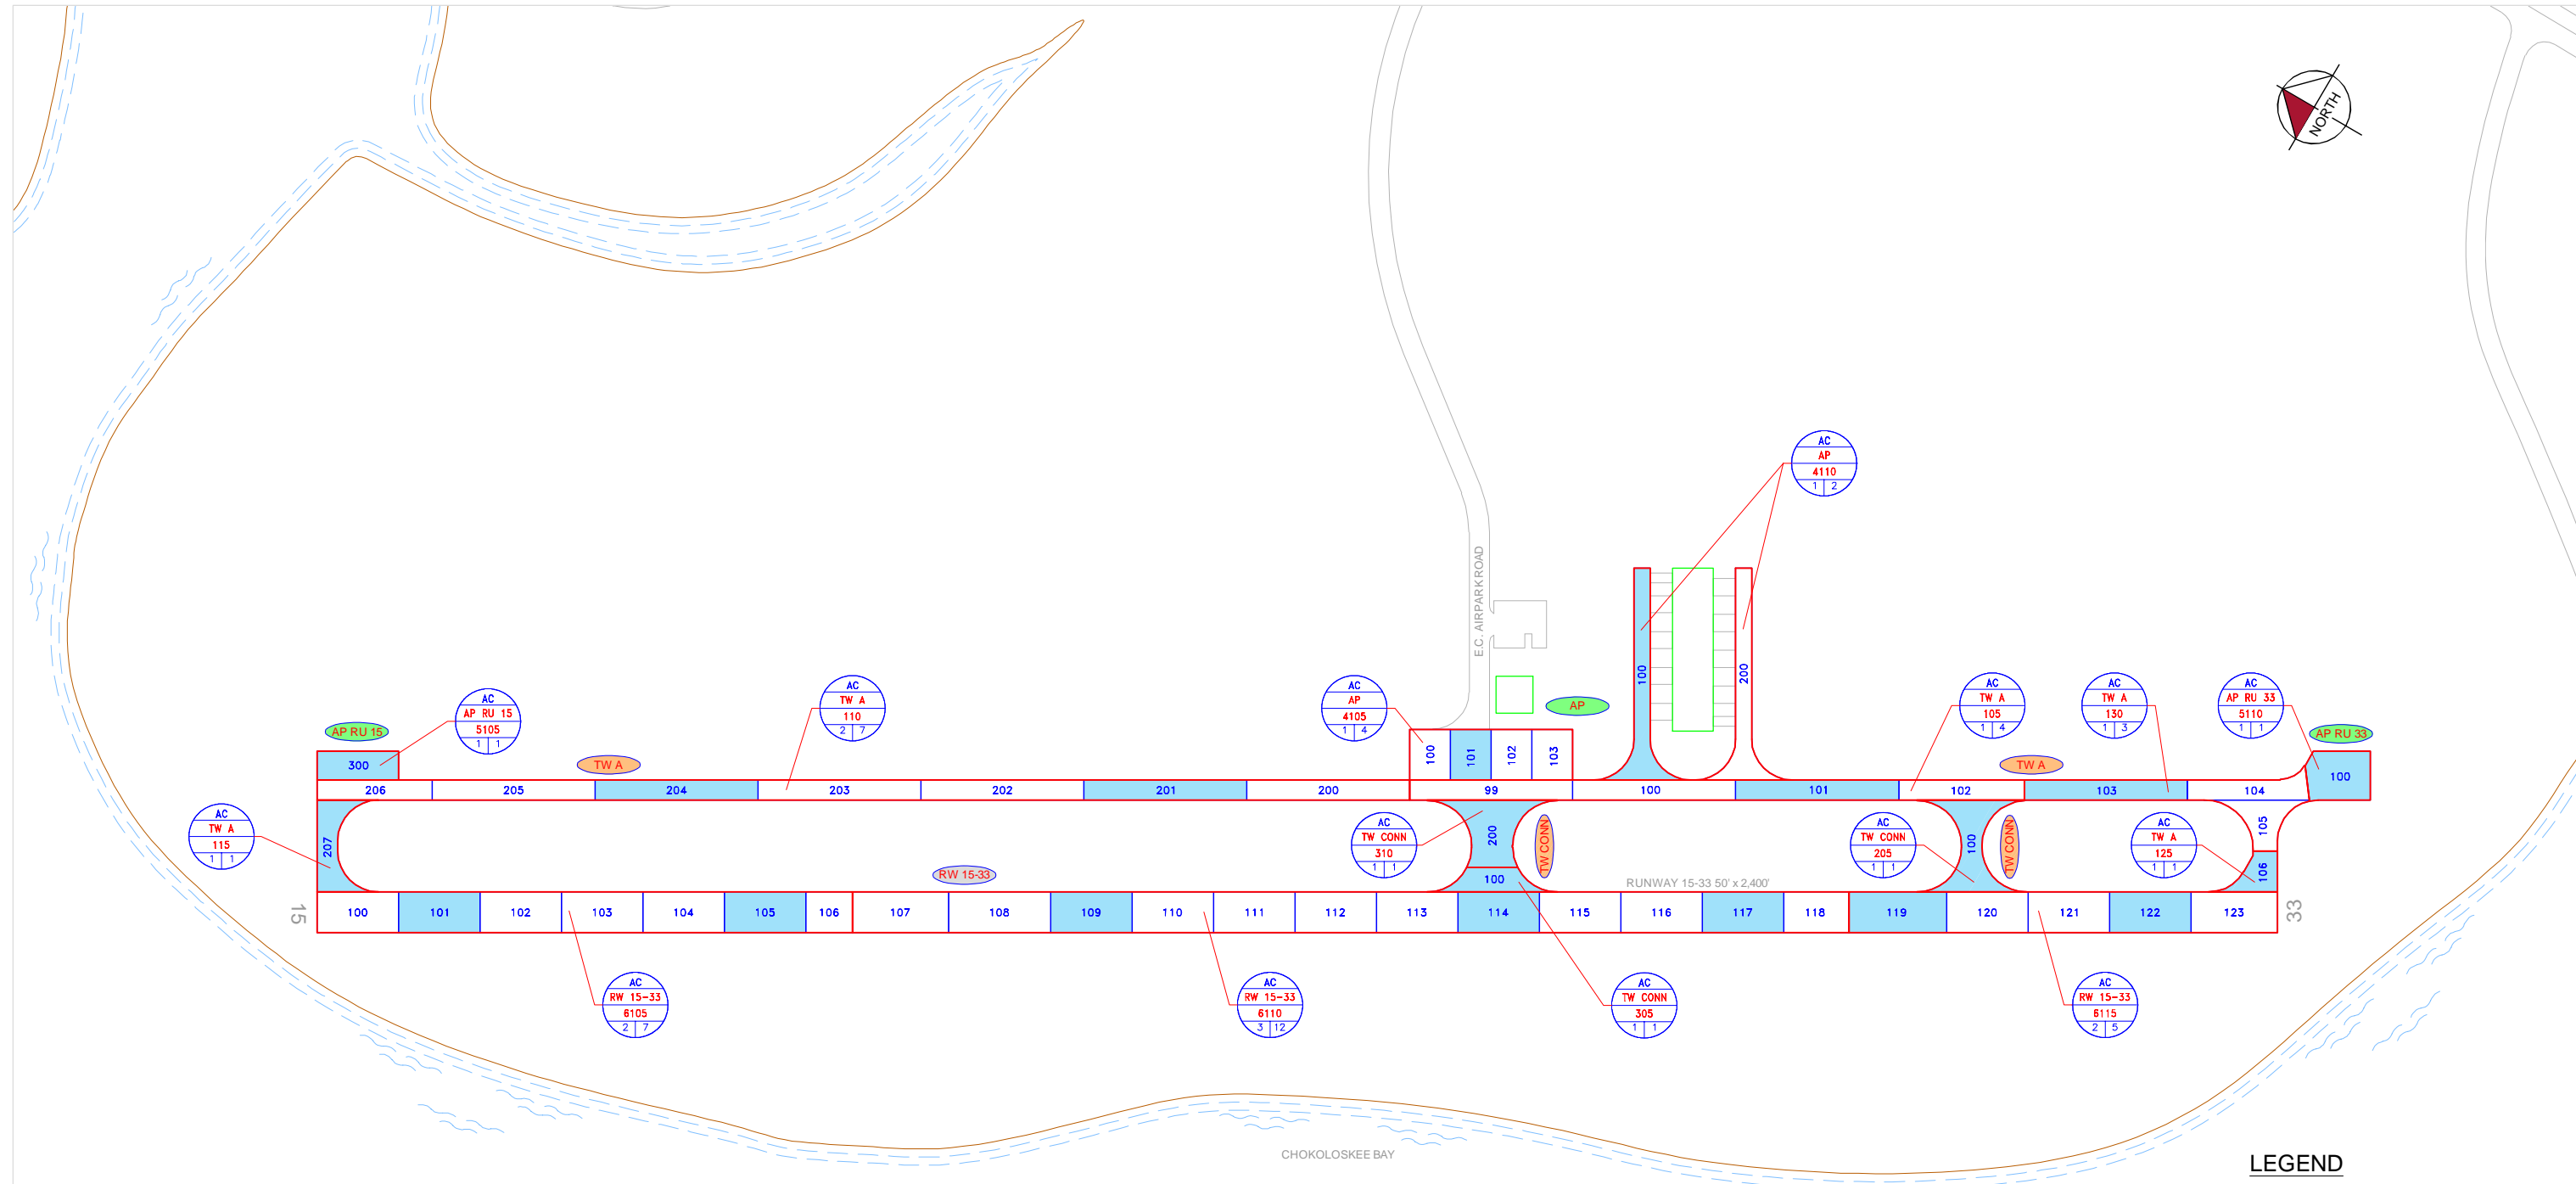 NORTH
AC
AP
4110
1 2
E.C. AIRPARK ROAD
100
200
AC
AP RU 15
5105
1 1
AC
TW A
110
2 7
AC
AP
4105
1 4
AP
AC
TW A
105
1 4
AC
TW A
130
1 3
AC
AP RU 33
5110
1 1
AP RU 15
AP RU 33
TW A
TW A
300
100
101
102
103
100
206
205
204
203
202
201
200
99
100
101
102
103
104
AC
TW A
115
1 1
207
AC
TW CONN
310
1 1
200
TW CONN
AC
TW CONN
205
1 1
100
TW CONN
AC
TW A
125
1 1
105
106
RW 15-33
100
RUNWAY 15-33 50' x 2,400'
15
100
101
102
103
104
105
106
107
108
109
110
111
112
113
114
115
116
117
118
119
120
121
122
123
33
AC
RW 15-33
6105
2 7
AC
RW 15-33
6110
3 12
AC
TW CONN
305
1 1
AC
RW 15-33
6115
2 5
CHOKOLOSKEE BAY
LEGEND